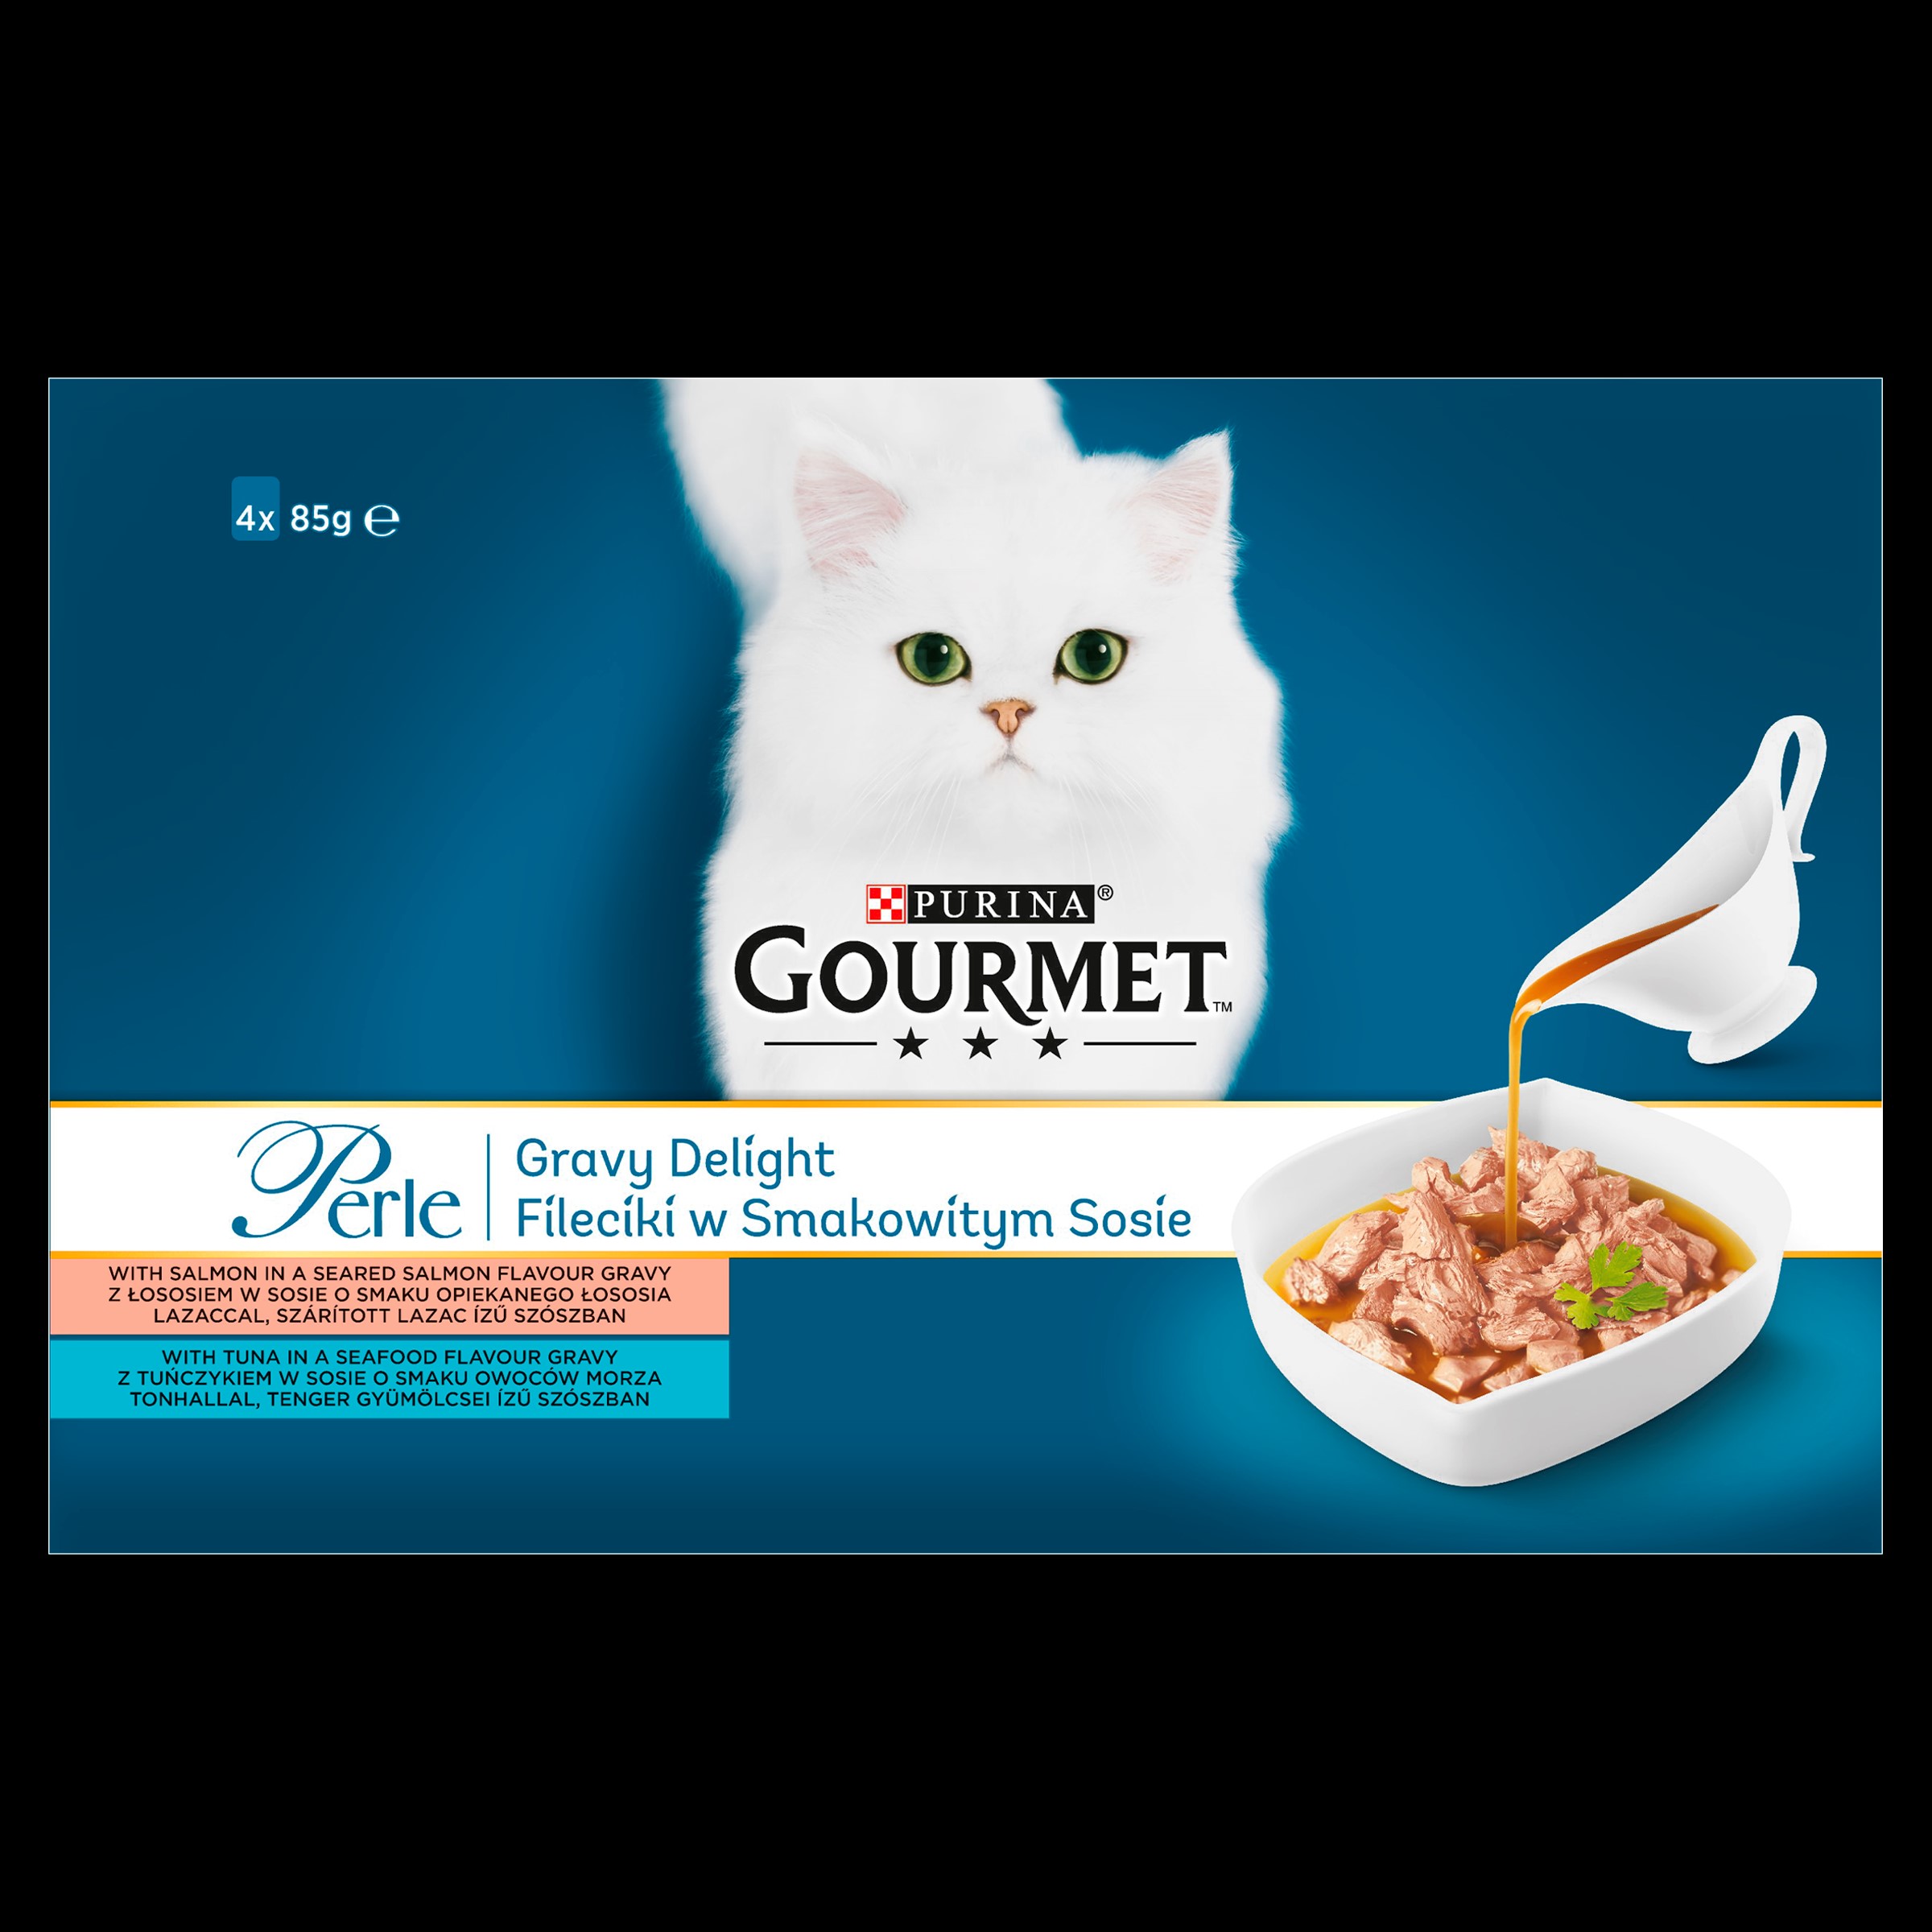 4x 85g ℮
PURINA®
GOURMET™
Perle
Gravy Delight
Fileciki w Smakowitym Sosie
WITH SALMON IN A SEARED SALMON FLAVOUR GRAVY
Z ŁOSOSIEM W SOSIE O SMAKU OPIEKANEGO ŁOSOSIA
LAZACCAL, SZÁRÍTOTT LAZAC ÍZŰ SZÓSZBAN
WITH TUNA IN A SEAFOOD FLAVOUR GRAVY
Z TUŃCZYKIEM W SOSIE O SMAKU OWOCÓW MORZA
TONHALLAL, TENGER GYÜMÖLCSEI ÍZŰ SZÓSZBAN